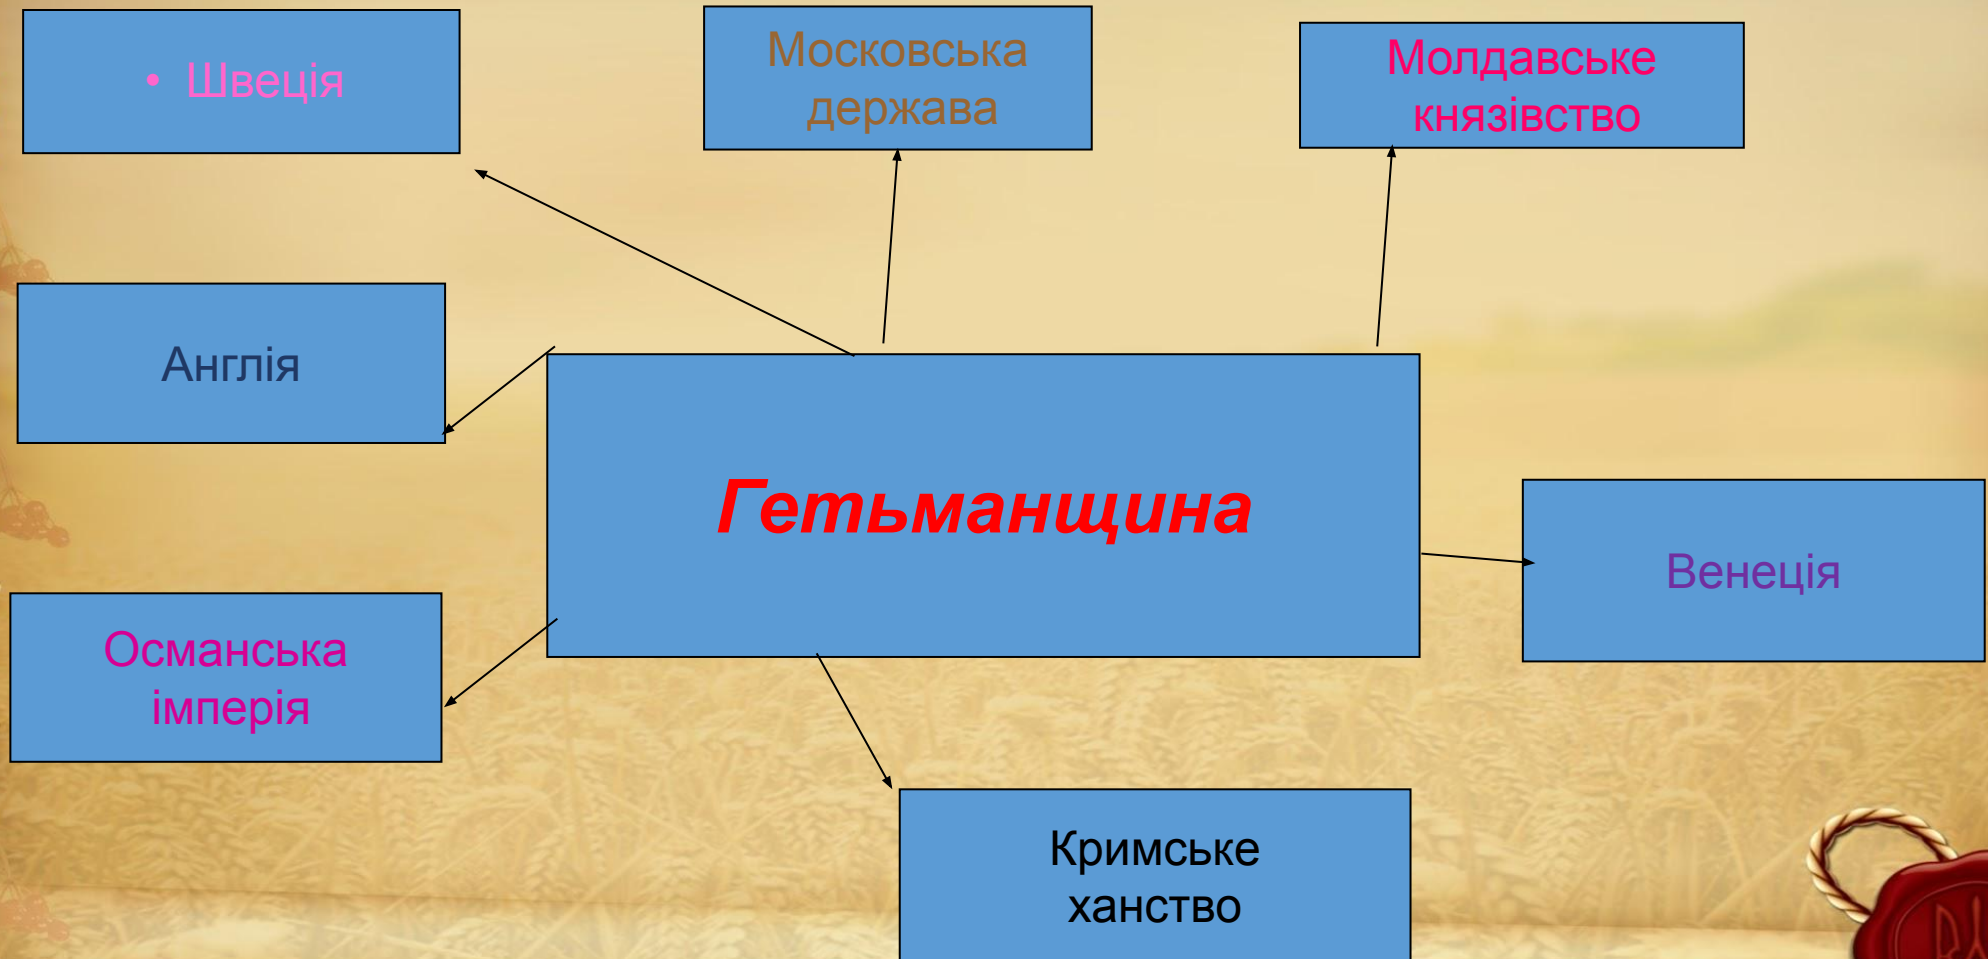 • Швеція
Московська
держава
Молдавське
князівство
Англія
Гетьманщина
Венеція
Османська
імперія
Кримське
ханство